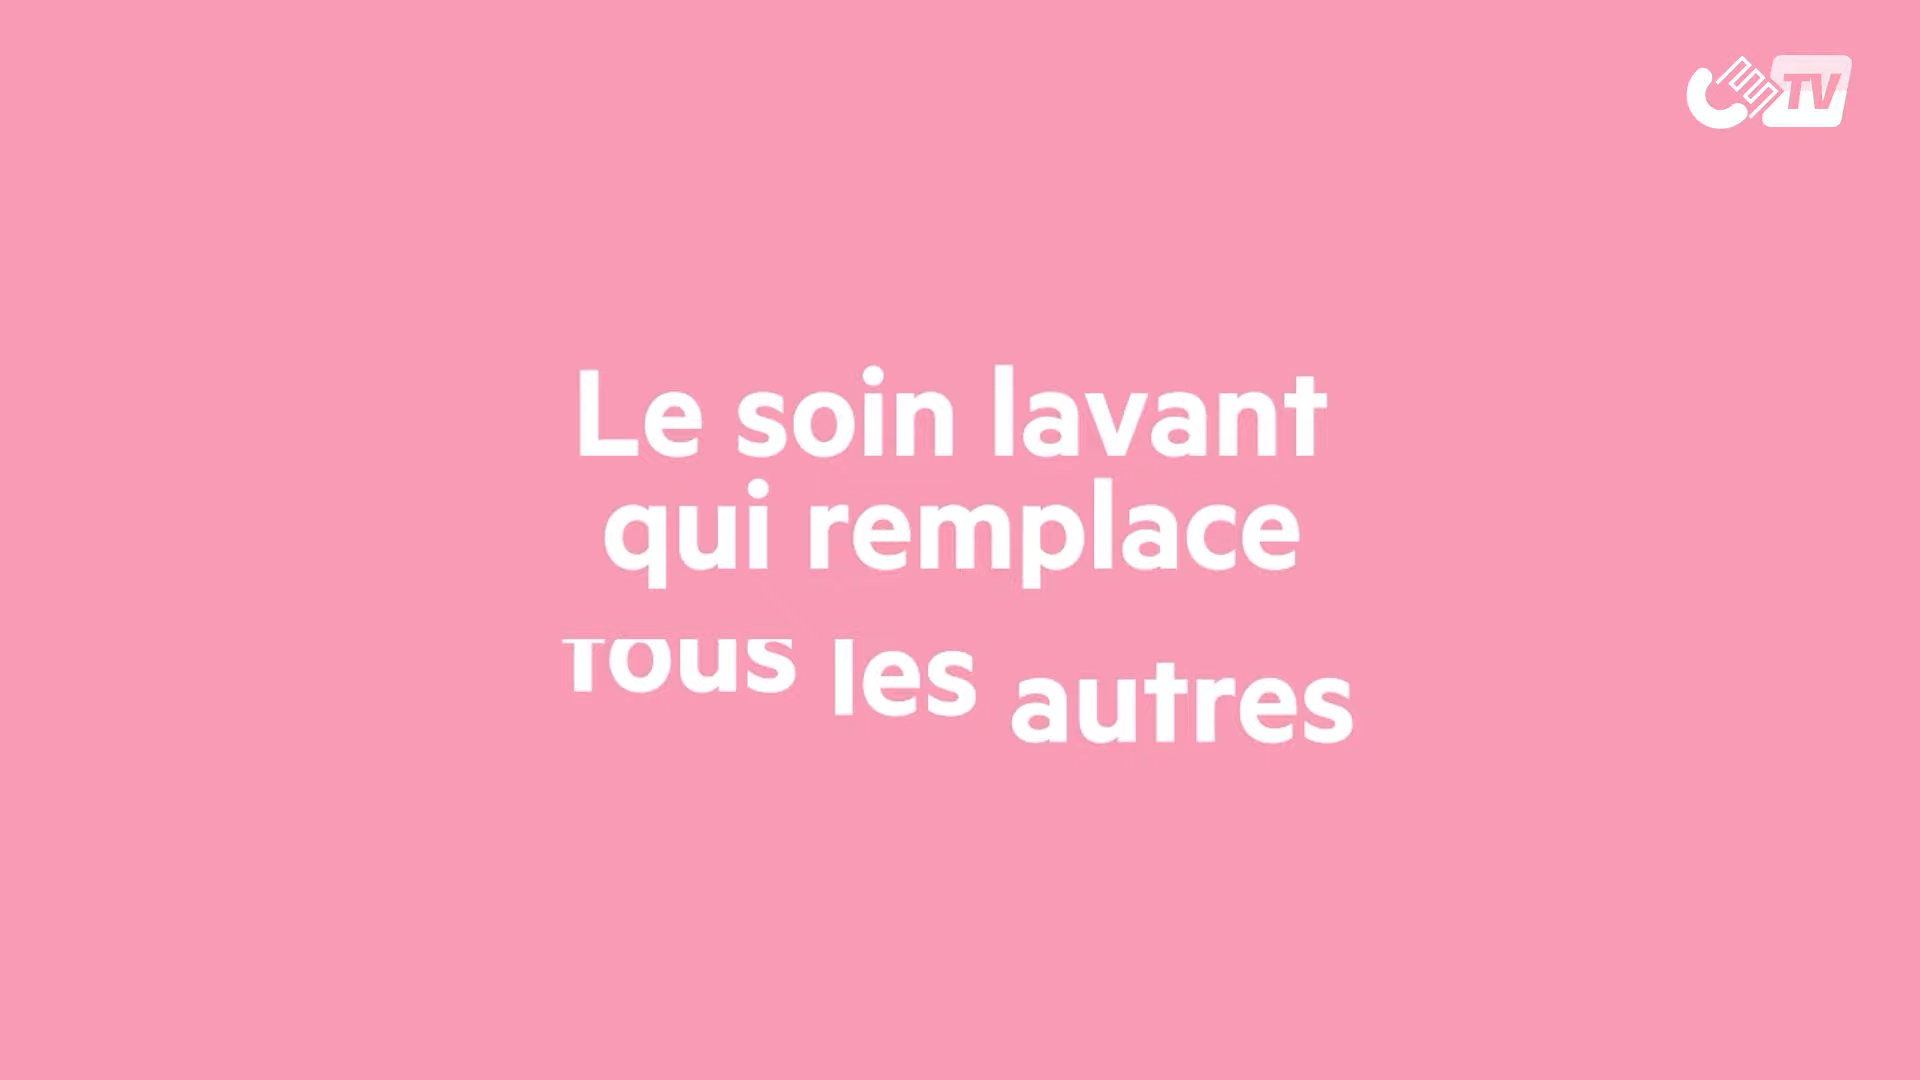 TV
Le soin lavant
qui remplace
tous les autres